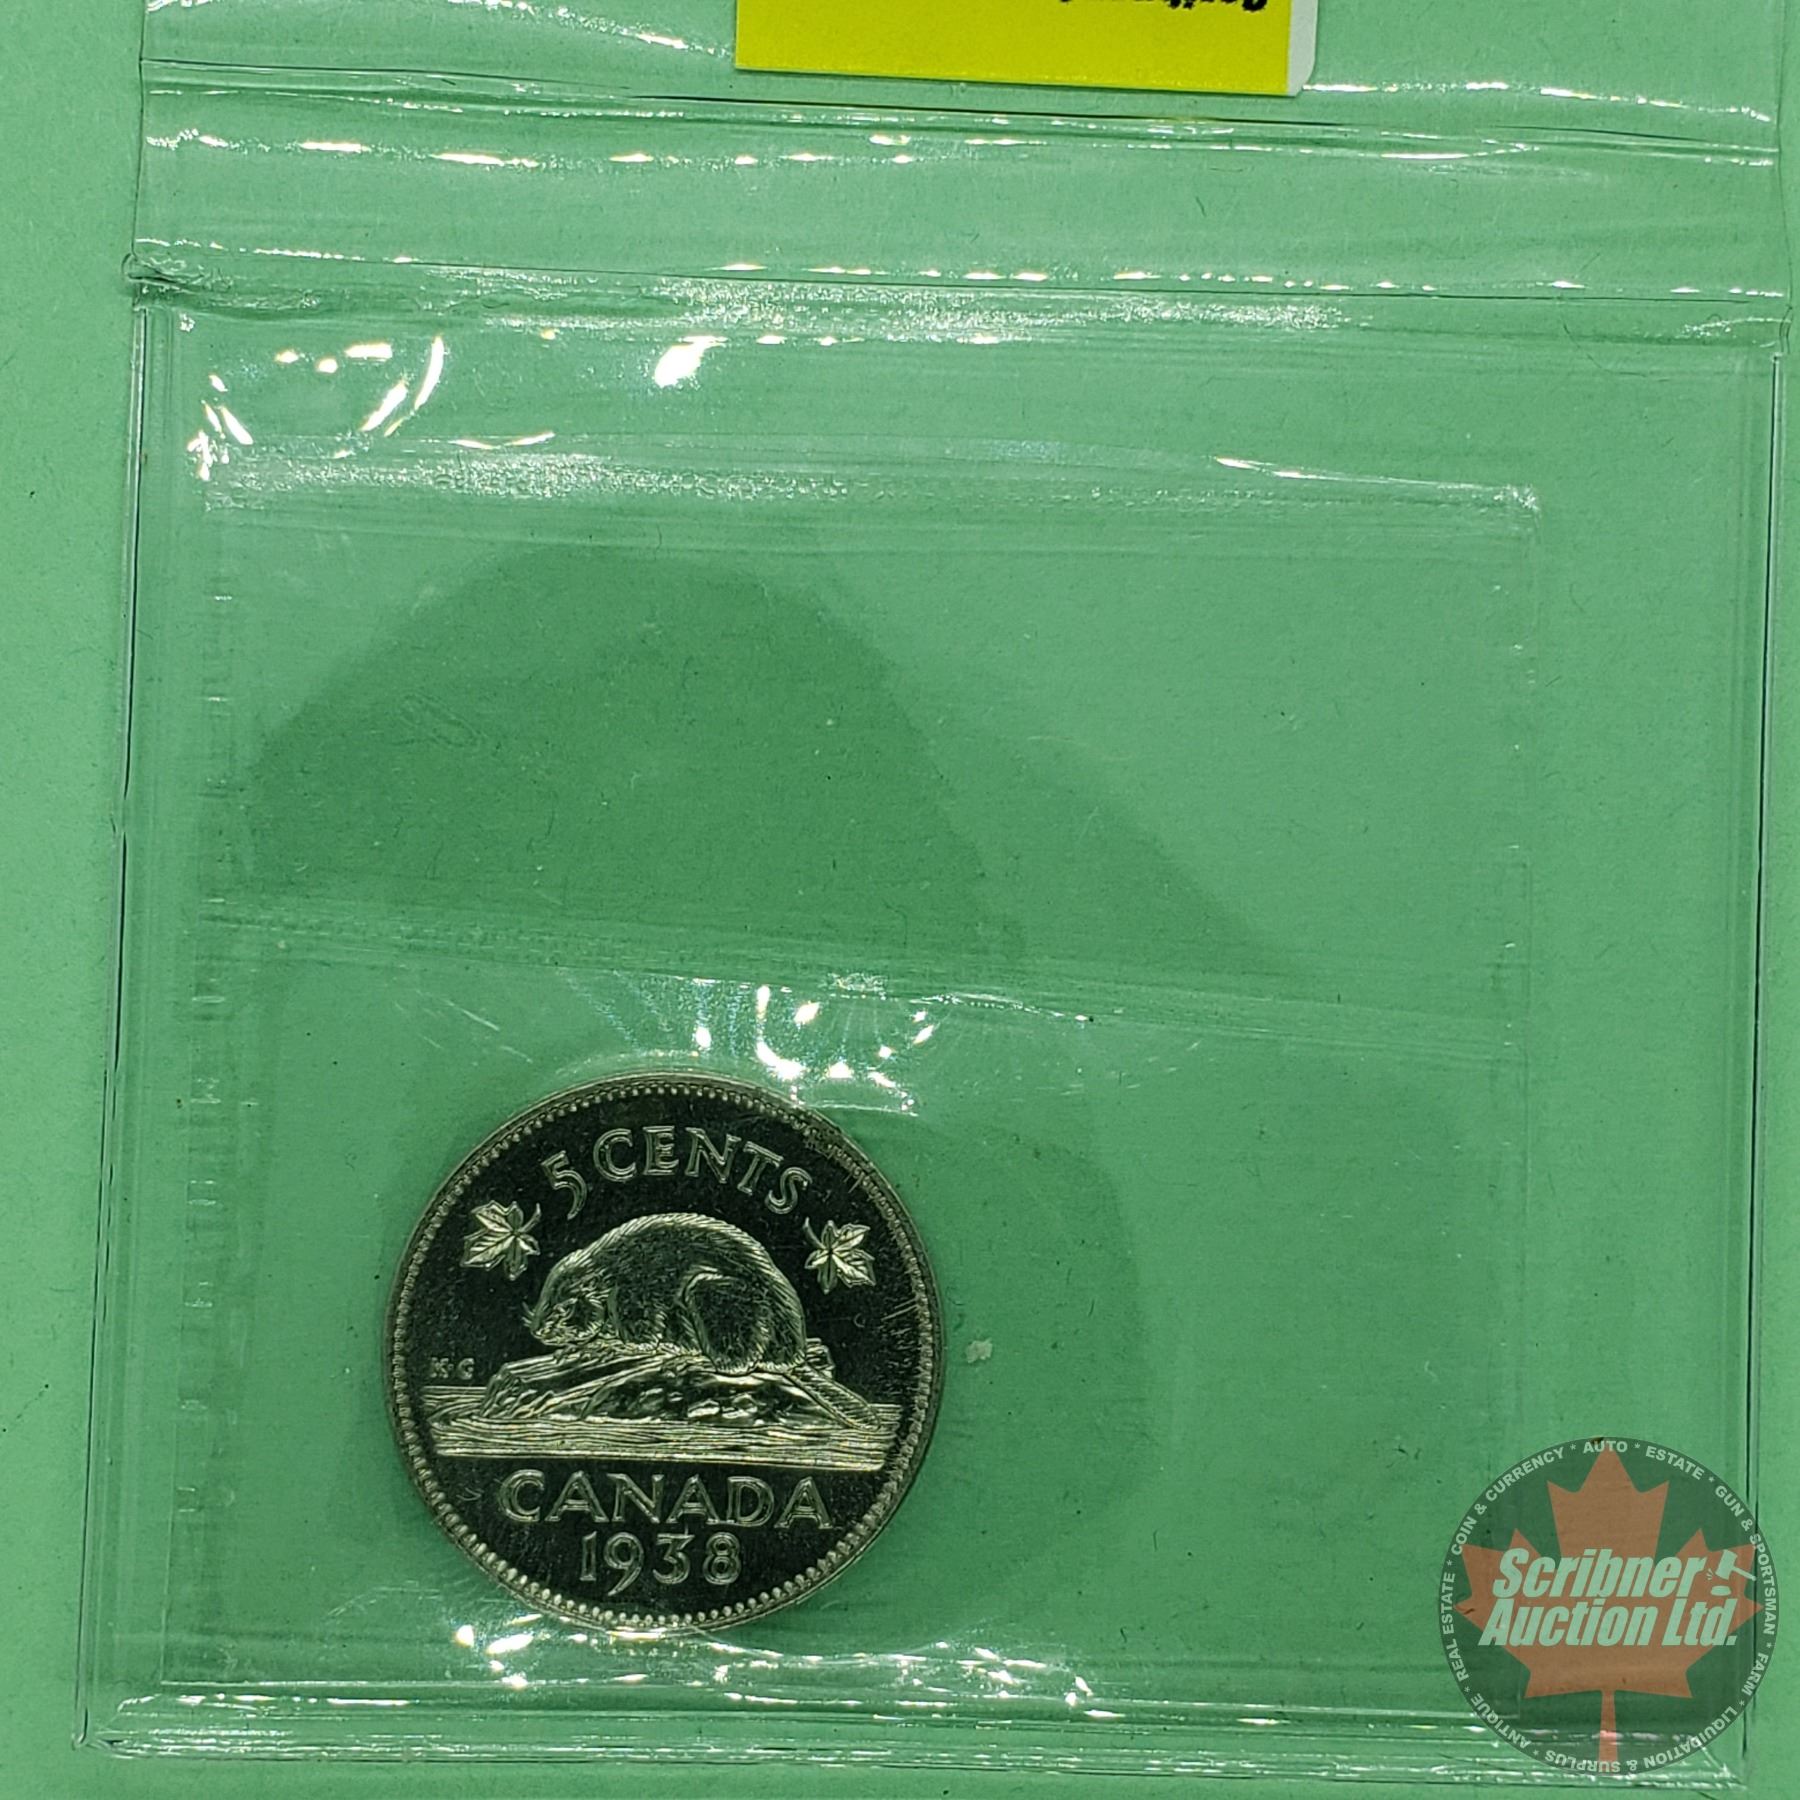 5 CENTS
K·G
CANADA
1938
Scribner
Auction Ltd.
COIN & CURRENCY * AUTO * ESTATE * GUN & SPORTSMAN * FARM * LIQUIDATION & SURPLUS * ANTIQUE * REAL ESTATE *